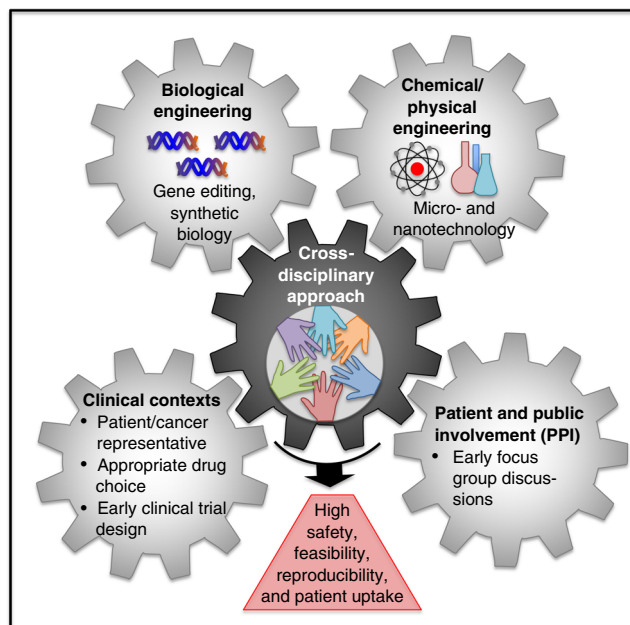 Biological
engineering
Gene editing,
synthetic
biology
Chemical/
physical
engineering
Micro- and
nanotechnology
Cross-
disciplinary
approach
Clinical contexts
• Patient/cancer
representative
• Appropriate drug
choice
• Early clinical trial
design
Patient and public
involvement (PPI)
• Early focus
group discus-
sions
High
safety,
feasibility,
reproducibility,
and patient uptake